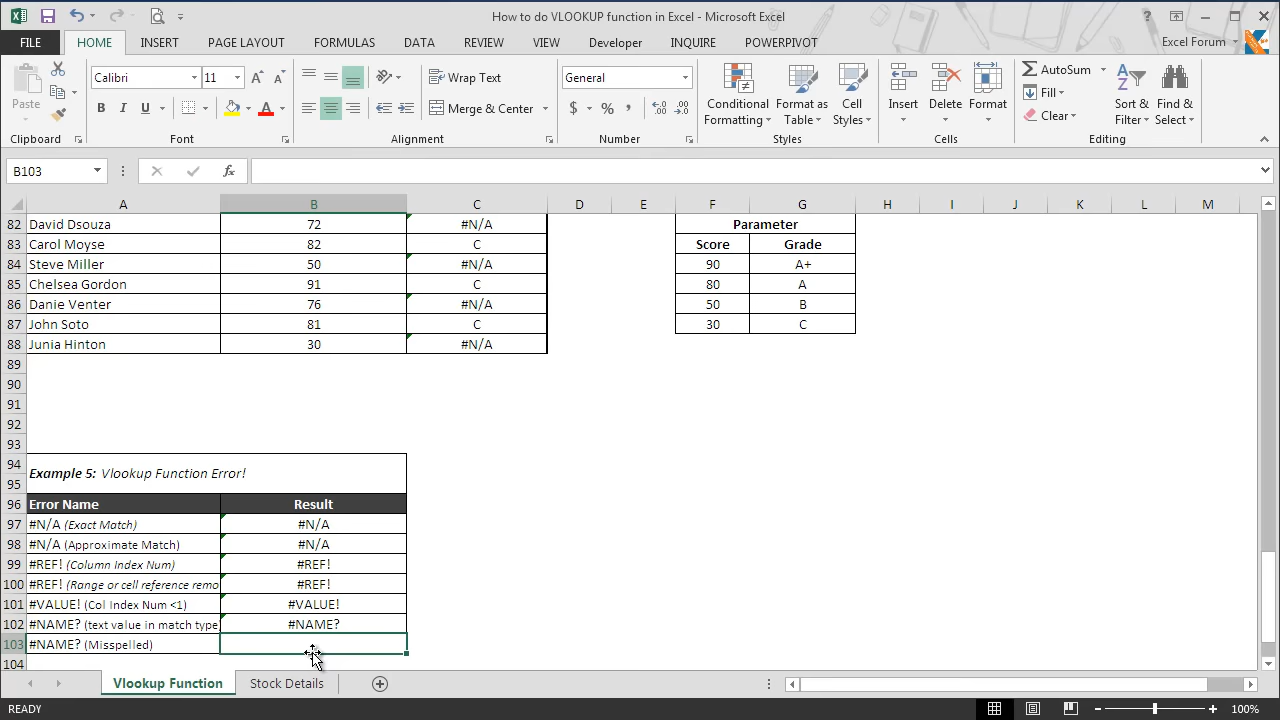 How to do VLOOKUP function in Excel - Microsoft Excel
FILE HOME INSERT PAGE LAYOUT FORMULAS DATA REVIEW VIEW Developer INQUIRE POWERPIVOT Excel Forum
Paste
Calibri 11
B I U A
Wrap Text
Merge & Center
General
$ % ,
Conditional Formatting
Format as Table
Cell Styles
Insert
Delete
Format
AutoSum
Fill
Clear
Sort & Filter
Find & Select
Clipboard Font Alignment Number Styles Cells Editing
B103 fx
A B C D E F G H I J K L M
82 David Dsouza 72 #N/A Parameter
83 Carol Moyse 82 C Score Grade
84 Steve Miller 50 #N/A 90 A+
85 Chelsea Gordon 91 C 80 A
86 Danie Venter 76 #N/A 50 B
87 John Soto 81 C 30 C
88 Junia Hinton 30 #N/A
89
90
91
92
93
94
Example 5: Vlookup Function Error!
95
96 Error Name Result
97 #N/A (Exact Match) #N/A
98 #N/A (Approximate Match) #N/A
99 #REF! (Column Index Num) #REF!
100 #REF! (Range or cell reference remo #REF!
101 #VALUE! (Col Index Num <1) #VALUE!
102 #NAME? (text value in match type) #NAME?
103 #NAME? (Misspelled)
104
Vlookup Function Stock Details
READY 100%